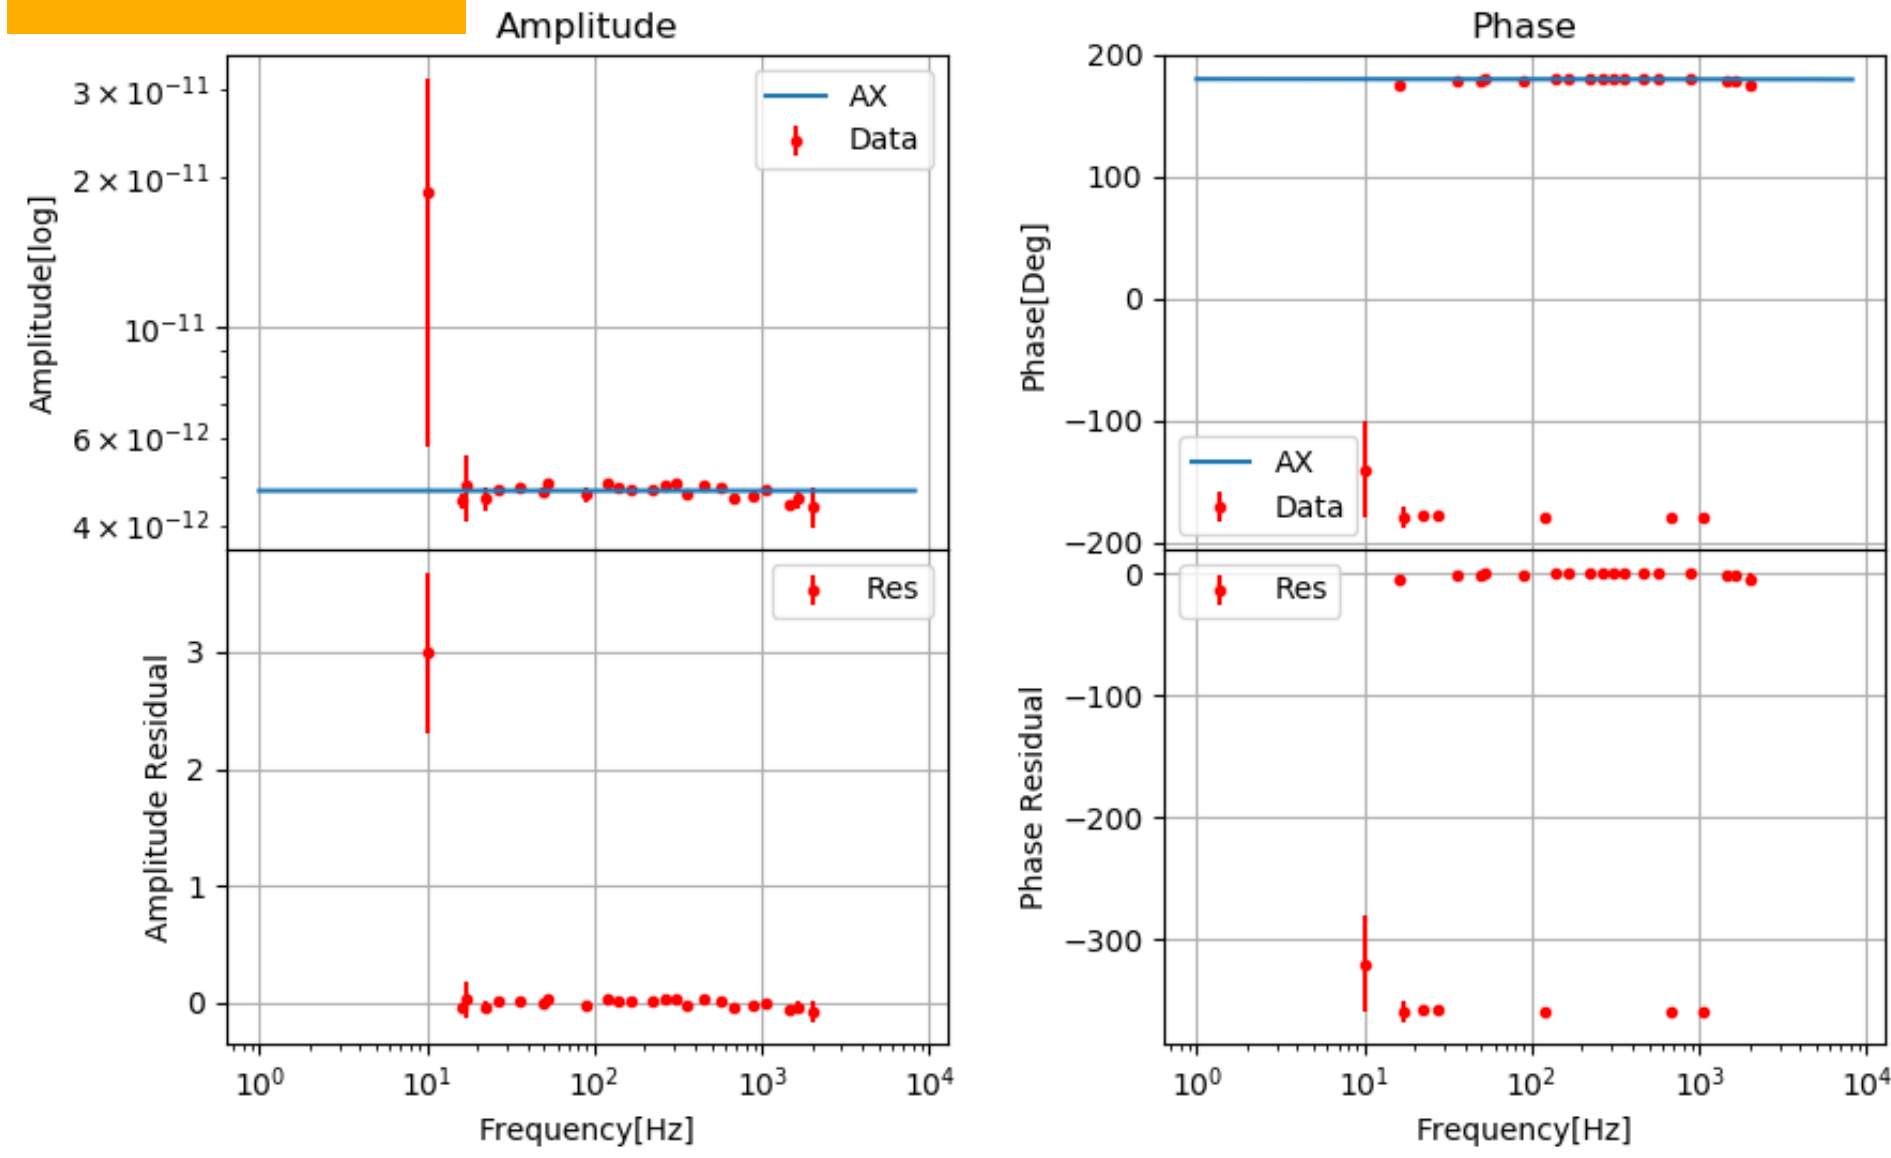 Amplitude
Amplitude[log]
3 × 10⁻¹¹
2 × 10⁻¹¹
10⁻¹¹
6 × 10⁻¹²
4 × 10⁻¹²
AX
Data
Amplitude Residual
3
2
1
0
Res
10⁰ 10¹ 10² 10³ 10⁴
Frequency[Hz]
Phase
Phase[Deg]
200
100
0
−100
−200
AX
Data
Phase Residual
0
−100
−200
−300
Res
10⁰ 10¹ 10² 10³ 10⁴
Frequency[Hz]